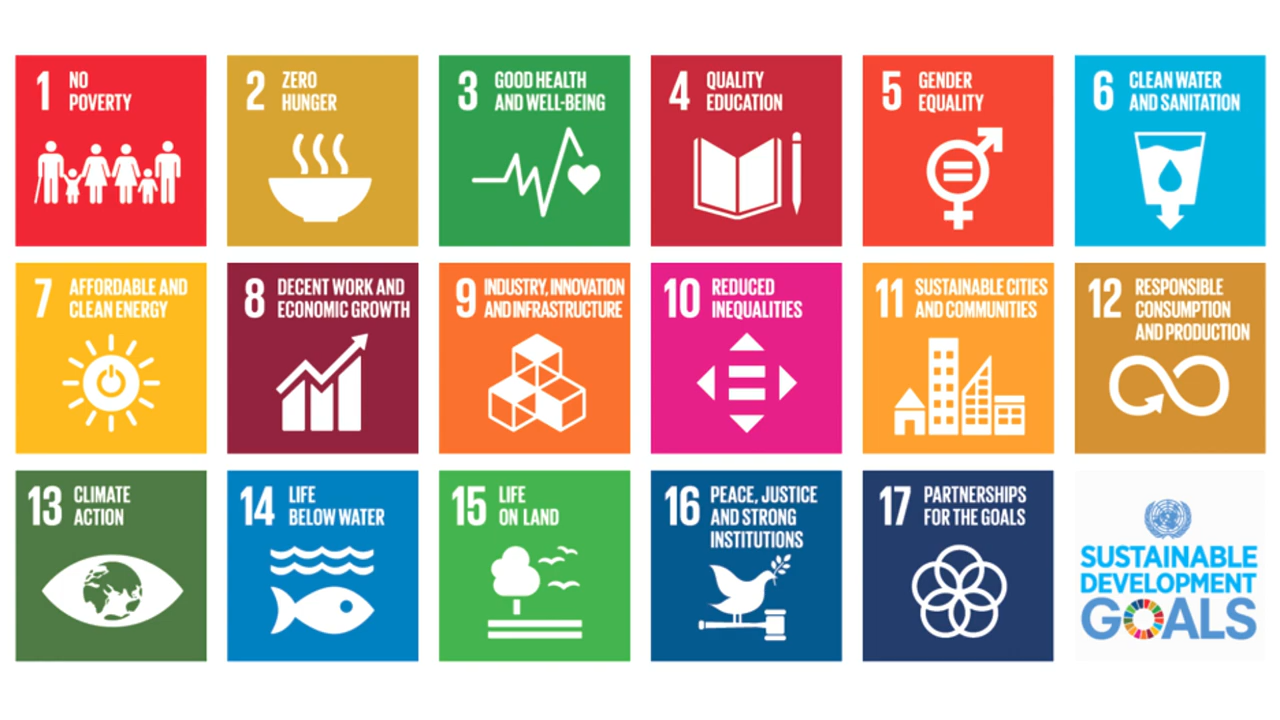 1 NO
POVERTY
2 ZERO
HUNGER
3 GOOD HEALTH
AND WELL-BEING
4 QUALITY
EDUCATION
5 GENDER
EQUALITY
6 CLEAN WATER
AND SANITATION
7 AFFORDABLE AND
CLEAN ENERGY
8 DECENT WORK AND
ECONOMIC GROWTH
9 INDUSTRY, INNOVATION
AND INFRASTRUCTURE
10 REDUCED
INEQUALITIES
11 SUSTAINABLE CITIES
AND COMMUNITIES
12 RESPONSIBLE
CONSUMPTION
AND PRODUCTION
13 CLIMATE
ACTION
14 LIFE
BELOW WATER
15 LIFE
ON LAND
16 PEACE, JUSTICE
AND STRONG
INSTITUTIONS
17 PARTNERSHIPS
FOR THE GOALS
SUSTAINABLE
DEVELOPMENT
GOALS